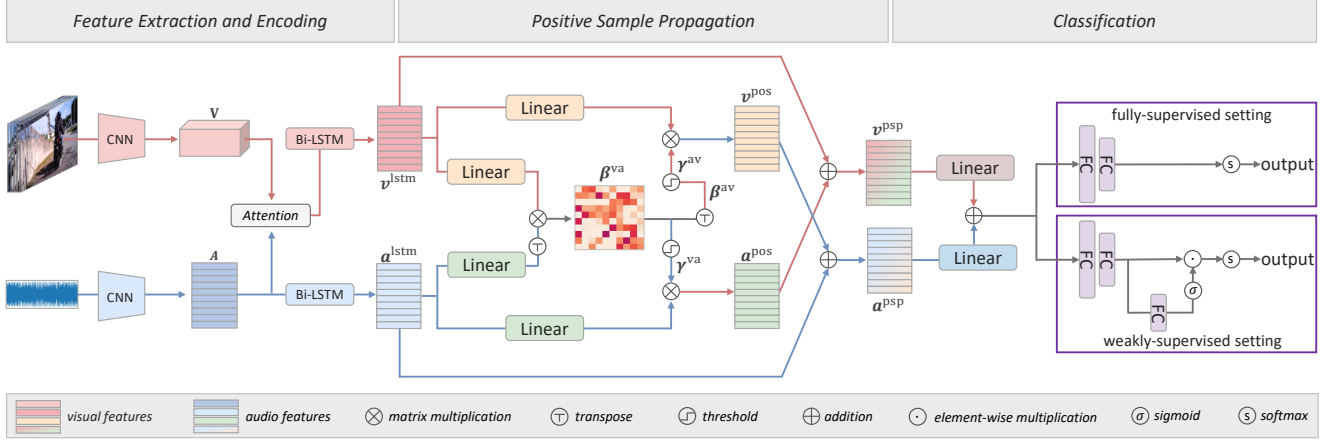 Feature Extraction and Encoding
Positive Sample Propagation
Classification
CNN
V
Bi-LSTM
v^lstm
Attention
A
CNN
Bi-LSTM
a^lstm
Linear
Linear
Linear
Linear
β^va
γ^av
β^av
γ^va
v^pos
a^pos
v^psp
a^psp
Linear
Linear
fully-supervised setting
FC
FC
s
output
FC
FC
FC
σ
s
output
weakly-supervised setting
visual features
audio features
matrix multiplication
transpose
threshold
addition
element-wise multiplication
σ
sigmoid
s
softmax